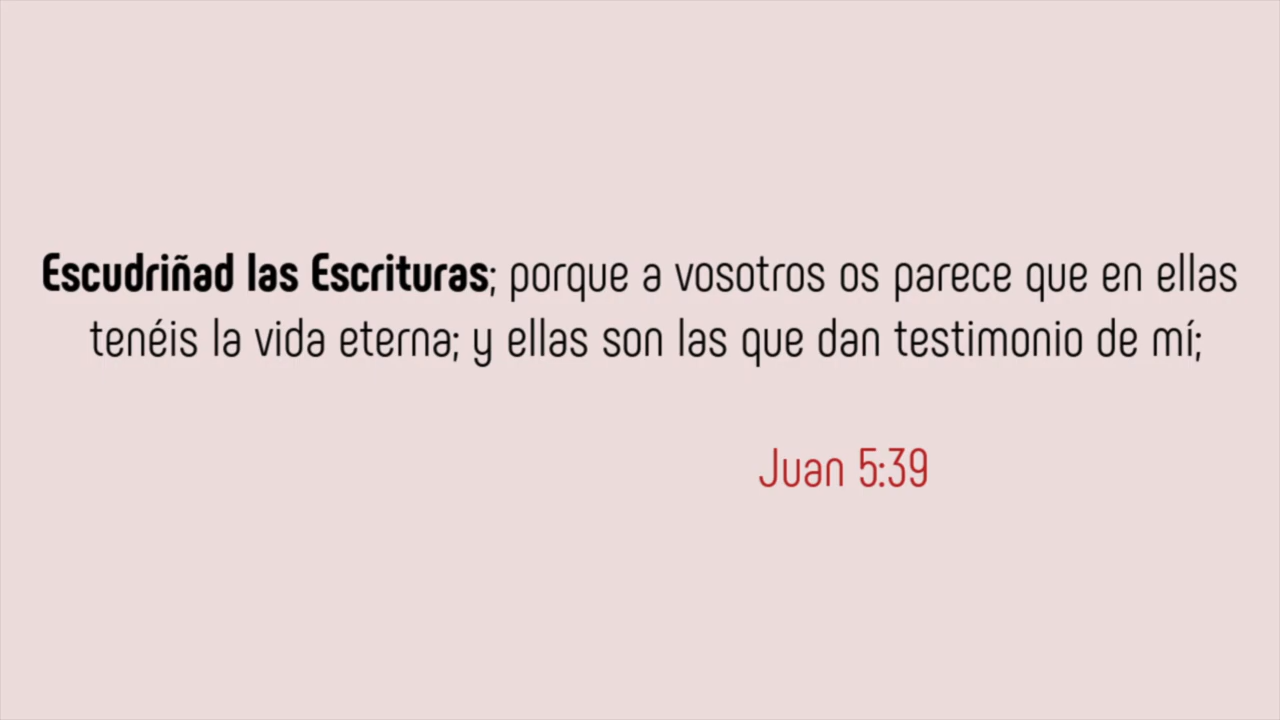 Escudriñad las Escrituras; porque a vosotros os parece que en ellas
tenéis la vida eterna; y ellas son las que dan testimonio de mí;
Juan 5:39